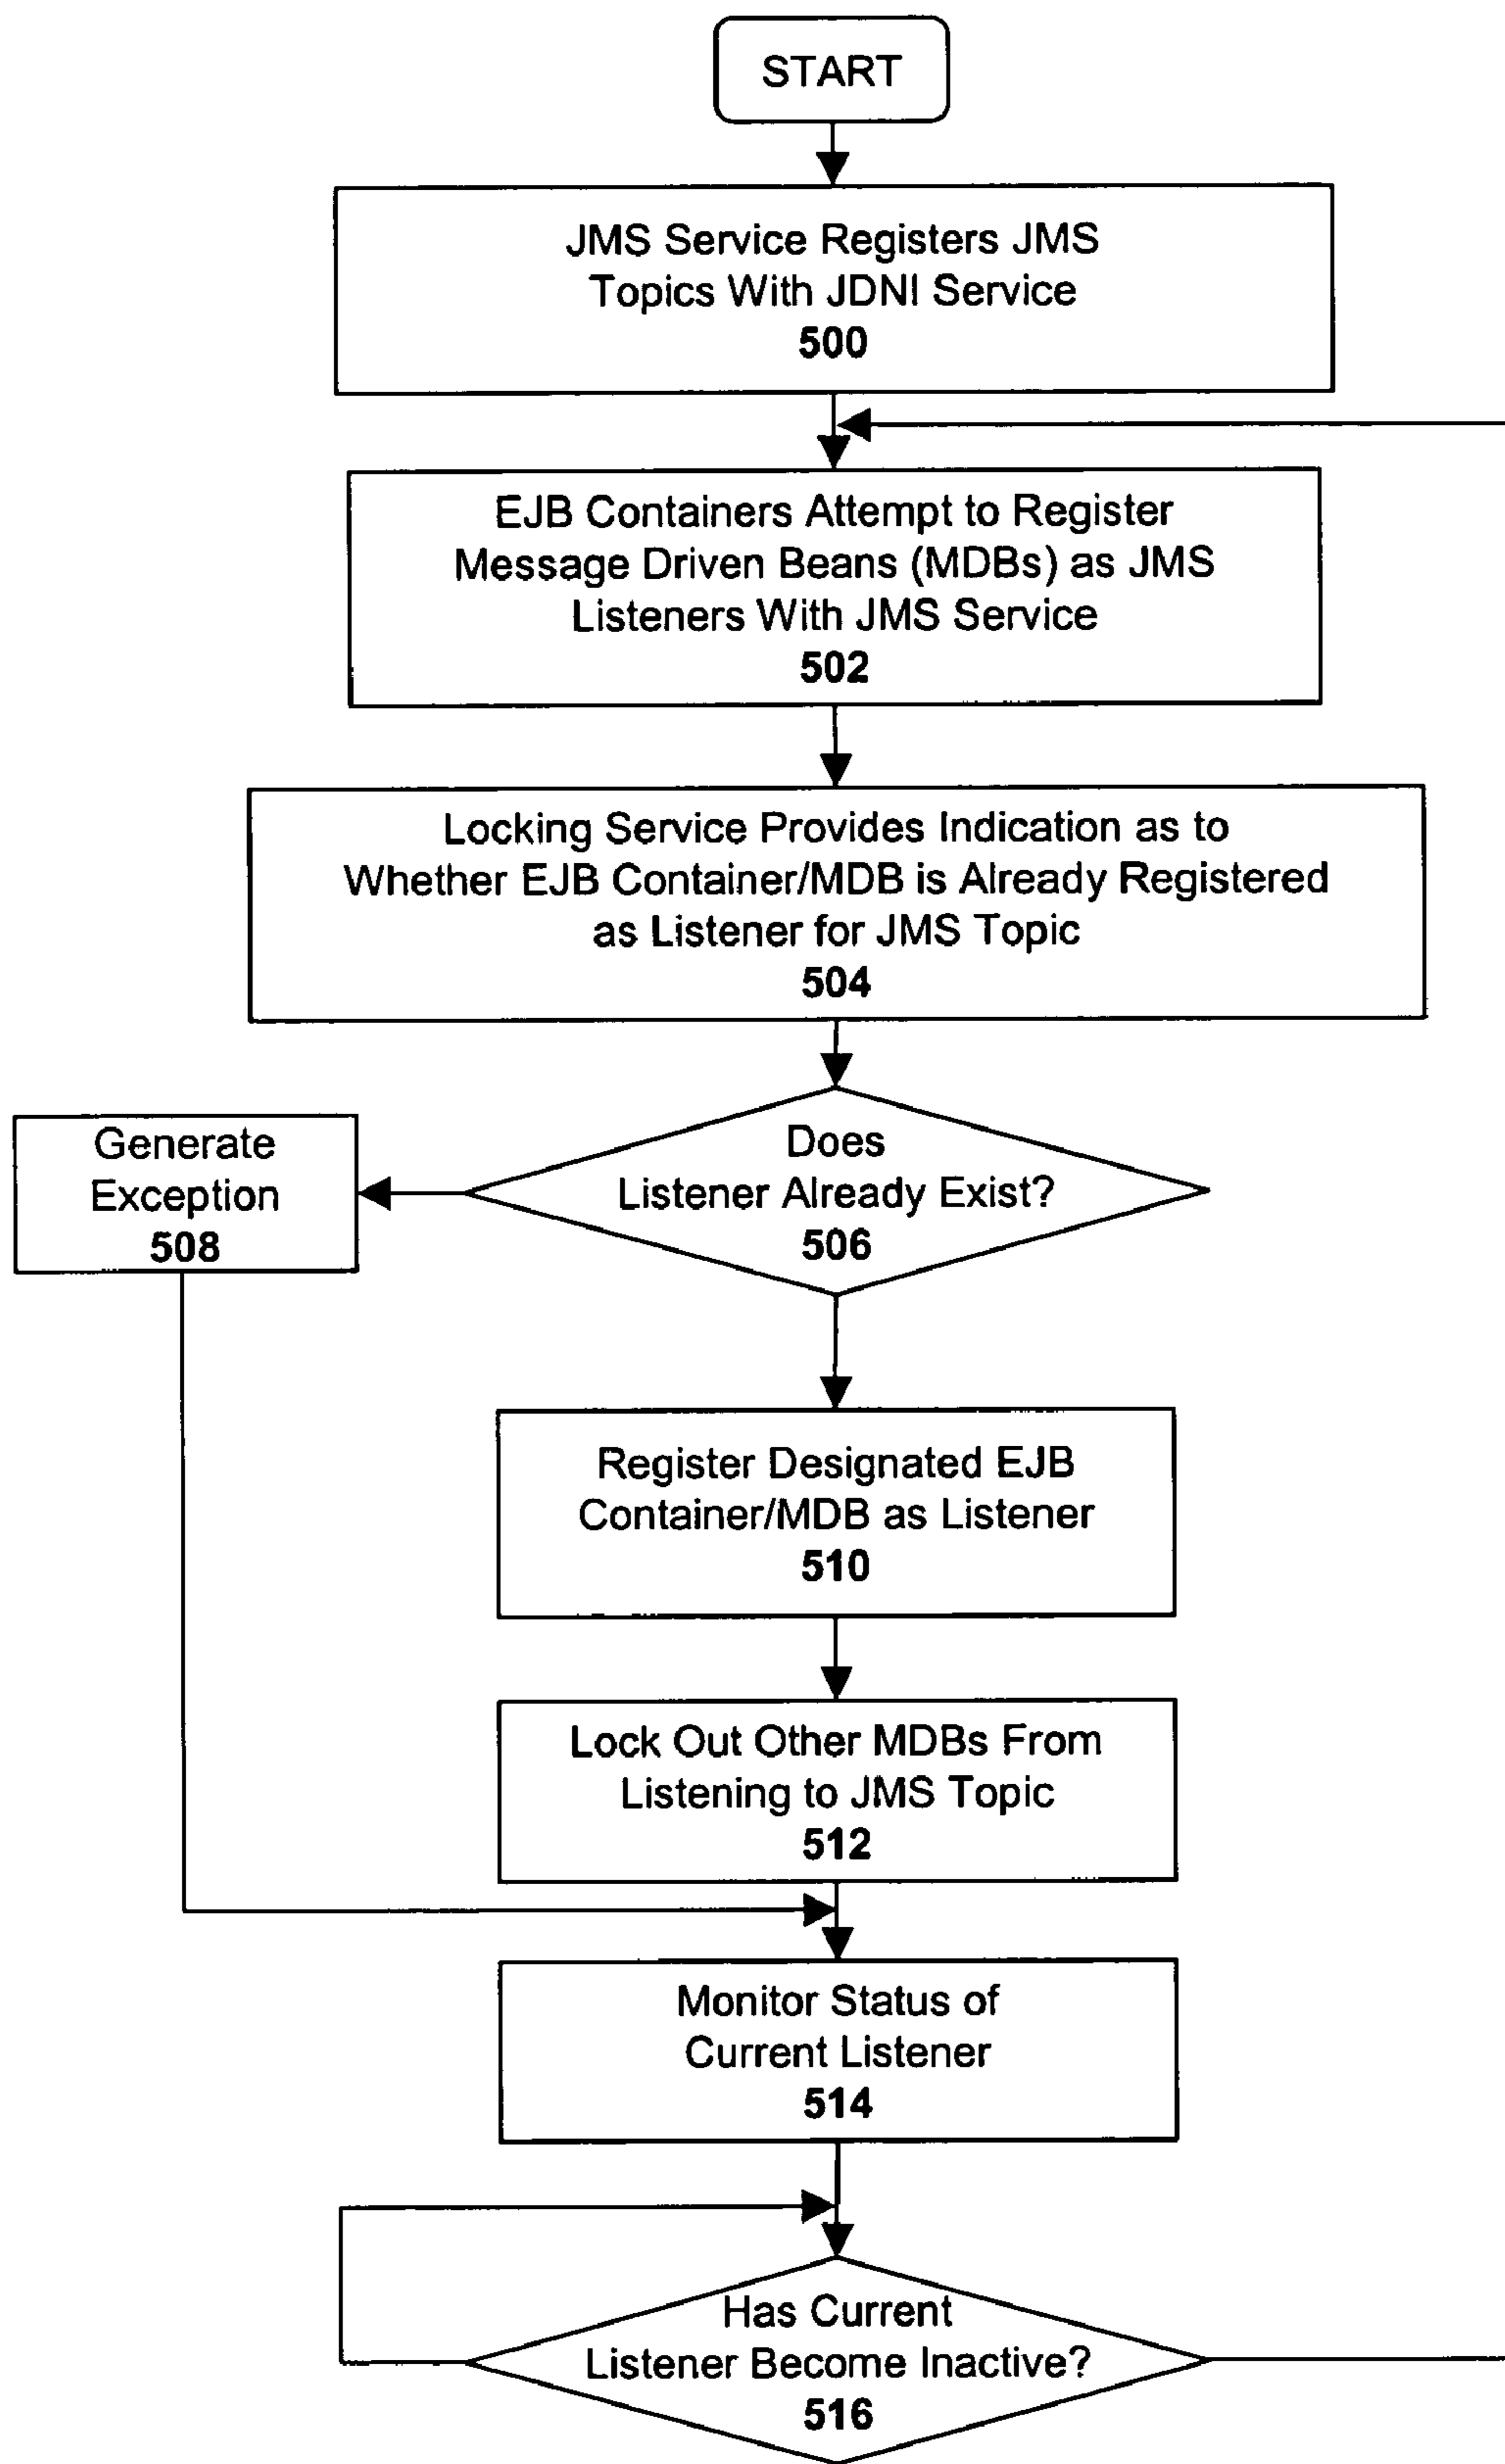 START
JMS Service Registers JMS
Topics With JDNI Service
500
EJB Containers Attempt to Register
Message Driven Beans (MDBs) as JMS
Listeners With JMS Service
502
Locking Service Provides Indication as to
Whether EJB Container/MDB is Already Registered
as Listener for JMS Topic
504
Does
Listener Already Exist?
506
Generate
Exception
508
Register Designated EJB
Container/MDB as Listener
510
Lock Out Other MDBs From
Listening to JMS Topic
512
Monitor Status of
Current Listener
514
Has Current
Listener Become Inactive?
516